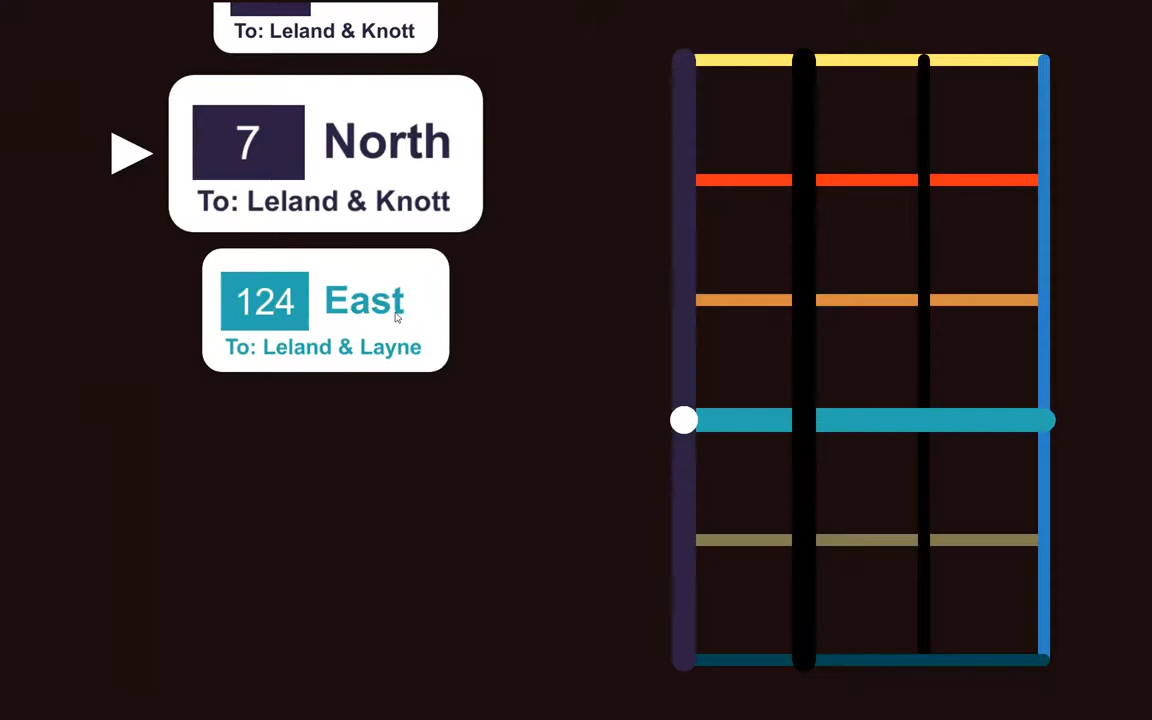 To: Leland & Knott
7 North
To: Leland & Knott
124 East
To: Leland & Layne